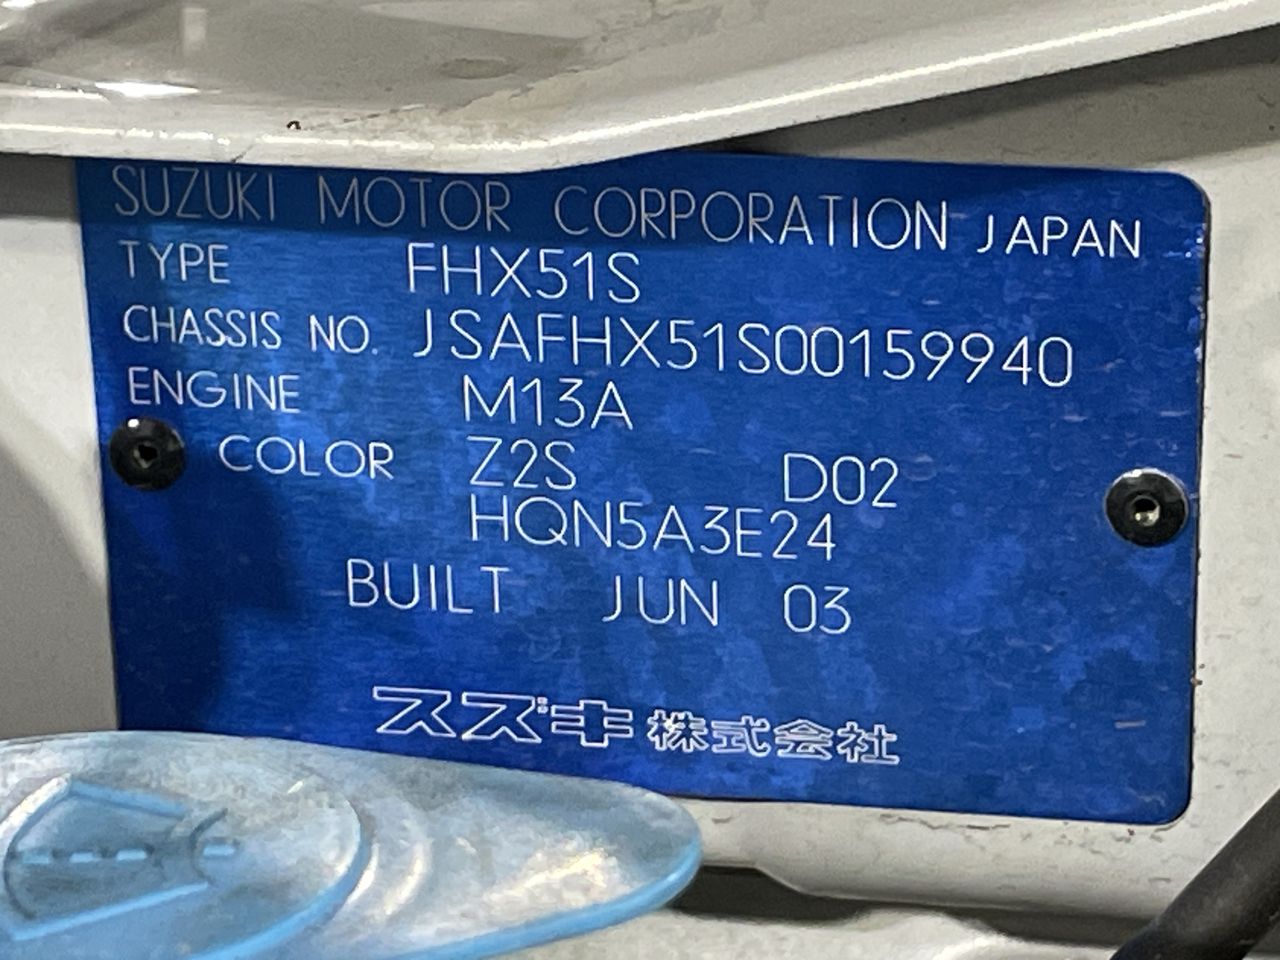 SUZUKI MOTOR CORPORATION JAPAN
TYPE FHX51S
CHASSIS NO. JSAFHX51S00159940
ENGINE M13A
COLOR Z2S D02
HQN5A3E24
BUILT JUN 03
スズキ株式会社